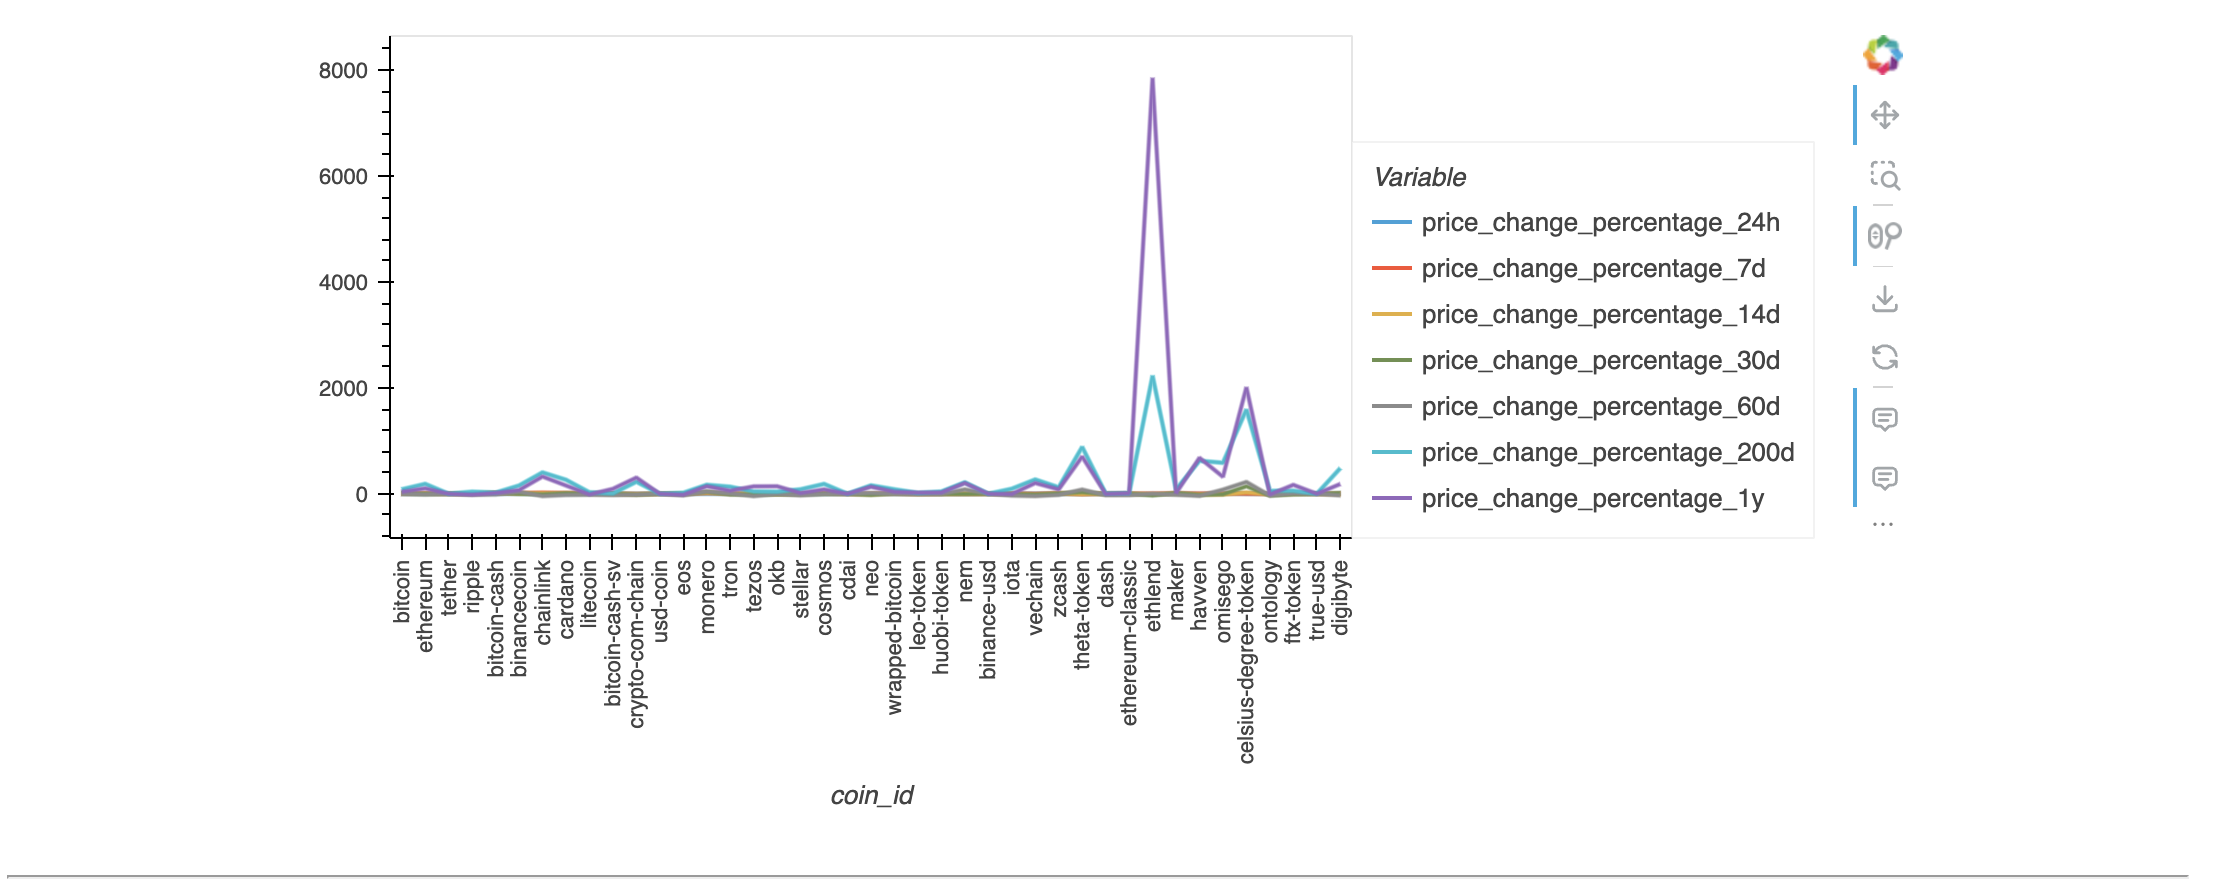 8000
6000
4000
2000
0
Variable
price_change_percentage_24h
price_change_percentage_7d
price_change_percentage_14d
price_change_percentage_30d
price_change_percentage_60d
price_change_percentage_200d
price_change_percentage_1y
bitcoin
ethereum
tether
ripple
bitcoin-cash
binancecoin
chainlink
cardano
litecoin
bitcoin-cash-sv
crypto-com-chain
usd-coin
eos
monero
tron
tezos
okb
stellar
cosmos
cdai
neo
wrapped-bitcoin
leo-token
huobi-token
nem
binance-usd
iota
vechain
zcash
theta-token
dash
ethereum-classic
ethlend
maker
havven
omisego
celsius-degree-token
ontology
ftx-token
true-usd
digibyte
coin_id